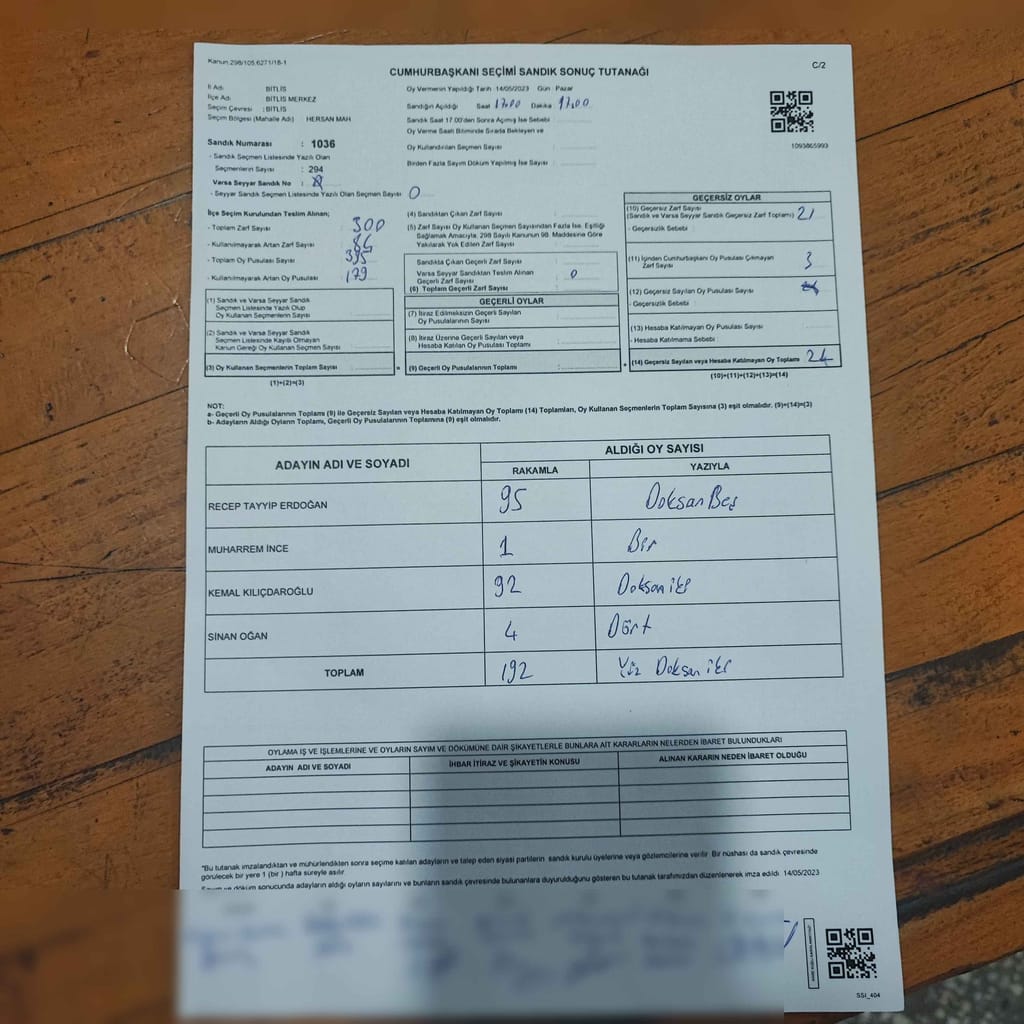 Kanun 298/105,6271/18-1
C/2
CUMHURBAŞKANI SEÇİMİ SANDIK SONUÇ TUTANAĞI
İl Adı : BİTLİS
İlçe Adı : BİTLİS MERKEZ
Seçim Çevresi : BİTLİS
Seçim Bölgesi (Mahalle Adı) HERSAN MAH
Sandık Numarası : 1036
- Sandık Seçmen Listesinde Yazılı Olan
Seçmenlerin Sayısı : 294
Varsa Seyyar Sandık No :
- Seyyar Sandık Seçmen Listesinde Yazılı Olan Seçmen Sayısı 0
Oy Vermenin Yapıldığı Tarih 14/05/2023 Gün Pazar
Sandığın Açıldığı Saat 17.00 Dakika 17.00
Sandık Saat 17.00'den Sonra Açılmış İse Sebebi
Oy Verme Saati Bitiminde Sırada Bekleyen ve
Oy Kullandırılan Seçmen Sayısı
Birden Fazla Sayım Döküm Yapılmış İse Sayısı
1093865993
İlçe Seçim Kurulundan Teslim Alınan;
- Toplam Zarf Sayısı : 300
- Kullanılmayarak Artan Zarf Sayısı :
- Toplam Oy Pusulası Sayısı :
- Kullanılmayarak Artan Oy Pusulası : 179
(1) Sandık ve Varsa Seyyar Sandık
Seçmen Listesinde Yazılı Olup
Oy Kullanan Seçmenlerin Sayısı :
(2) Sandık ve Varsa Seyyar Sandık
Seçmen Listesinde Kayıtlı Olmayan
Kanun Gereği Oy Kullanan Seçmen Sayısı :
(3) Oy Kullanan Seçmenlerin Toplam Sayısı :
(1)+(2)=(3)
(4) Sandıktan Çıkan Zarf Sayısı :
(5) Zarf Sayısı Oy Kullanan Seçmen Sayısından Fazla İse, Eşitliği
Sağlamak Amacıyla, 298 Sayılı Kanunun 98. Maddesine Göre
Yakılarak Yok Edilen Zarf Sayısı :
Sandıkta Çıkan Geçerli Zarf Sayısı :
Varsa Seyyar Sandıktan Teslim Alınan
Geçerli Zarf Sayısı : 0
(6) Toplam Geçerli Zarf Sayısı :
GEÇERLİ OYLAR
(7) İtiraz Edilmeksizin Geçerli Sayılan
Oy Pusulalarının Sayısı :
(8) İtiraz Üzerine Geçerli Sayılan veya
Hesaba Katılan Oy Pusulası Toplamı :
(9) Geçerli Oy Pusulalarının Toplamı :
GEÇERSİZ OYLAR
(10) Geçersiz Zarf Sayısı
(Sandık ve Varsa Seyyar Sandık Geçersiz Zarf Toplamı) : 21
- Geçersizlik Sebebi :
(11) İçinden Cumhurbaşkanı Oy Pusulası Çıkmayan
Zarf Sayısı : 3
(12) Geçersiz Sayılan Oy Pusulası Sayısı :
- Geçersizlik Sebebi :
(13) Hesaba Katılmayan Oy Pusulası Sayısı :
- Hesaba Katılmama Sebebi :
(14) Geçersiz Sayılan veya Hesaba Katılmayan Oy Toplamı : 24
(10)+(11)+(12)+(13)=(14)
NOT:
a- Geçerli Oy Pusulalarının Toplamı (9) ile Geçersiz Sayılan veya Hesaba Katılmayan Oy Toplamı (14) Toplamları, Oy Kullanan Seçmenlerin Toplam Sayısına (3) eşit olmalıdır. (9)+(14)=(3)
b- Adayların Aldığı Oyların Toplamı, Geçerli Oy Pusulalarının Toplamına (9) eşit olmalıdır.
ADAYIN ADI VE SOYADI ALDIĞI OY SAYISI
RAKAMLA YAZIYLA
RECEP TAYYİP ERDOĞAN 95 Doksan Beş
MUHARREM İNCE 1 Bir
KEMAL KILIÇDAROĞLU 92 Doksan iki
SİNAN OĞAN 4 Dört
TOPLAM 192 Yüz Doksan iki
OYLAMA İŞ VE İŞLEMLERİNE VE OYLARIN SAYIM VE DÖKÜMÜNE DAİR ŞİKAYETLERLE BUNLARA AİT KARARLARIN NELERDEN İBARET BULUNDUKLARI
ADAYIN ADI VE SOYADI İHBAR İTİRAZ VE ŞİKAYETİN KONUSU ALINAN KARARIN NEDEN İBARET OLDUĞU
"Bu tutanak imzalandıktan ve mühürlendikten sonra seçime katılan adayların ve talep eden siyasi partilerin sandık kurulu üyelerine veya gözlemcilerine verilir. Bir nüshası da sandık çevresinde
görülecek bir yere 1 (bir) hafta süreyle asılır.
Sayım ve döküm sonucunda adayların aldığı oyların sayılarını ve bunların sandık çevresinde bulunanlara duyurulduğunu gösteren bu tutanak tarafımızdan düzenlenerek imza edildi 14/05/2023
SSI_404